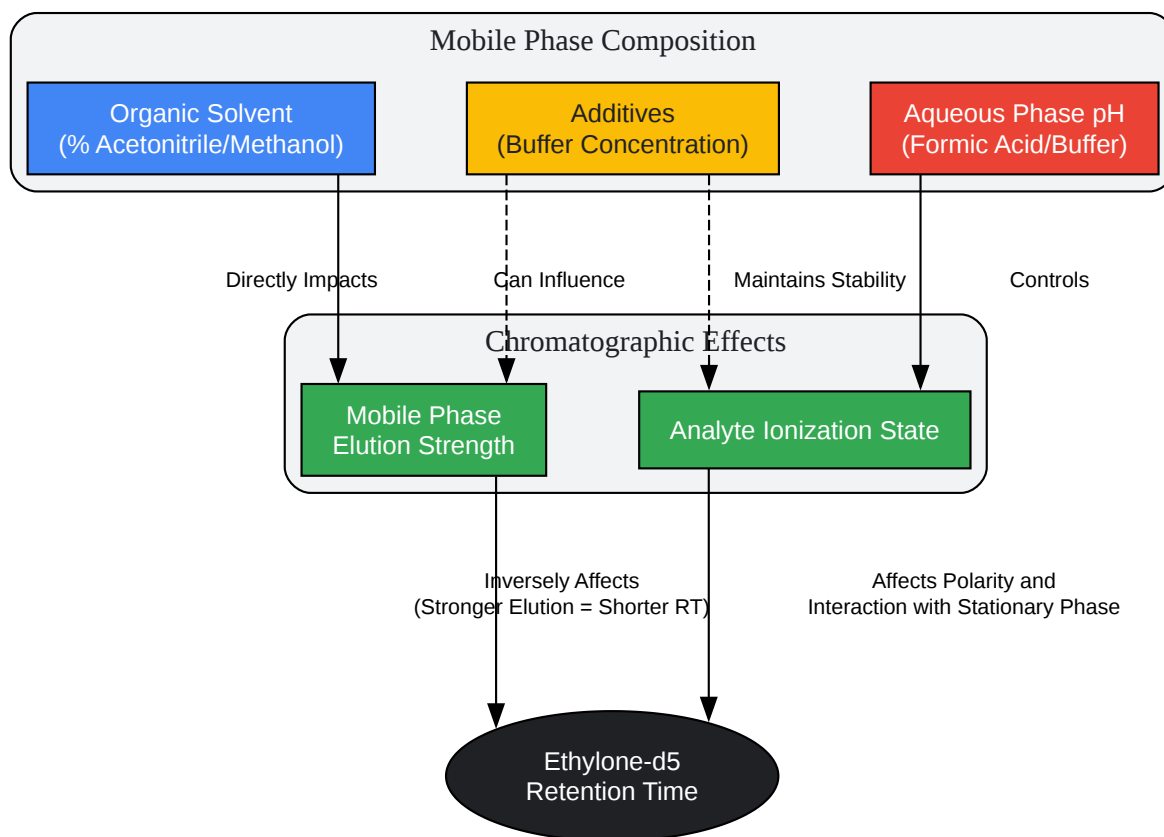 Mobile Phase Composition
Organic Solvent
(% Acetonitrile/Methanol)
Additives
(Buffer Concentration)
Aqueous Phase pH
(Formic Acid/Buffer)
Directly Impacts
Can Influence
Maintains Stability
Controls
Chromatographic Effects
Mobile Phase
Elution Strength
Analyte Ionization State
Inversely Affects
(Stronger Elution = Shorter RT)
Affects Polarity and
Interaction with Stationary Phase
Ethylone-d5
Retention Time